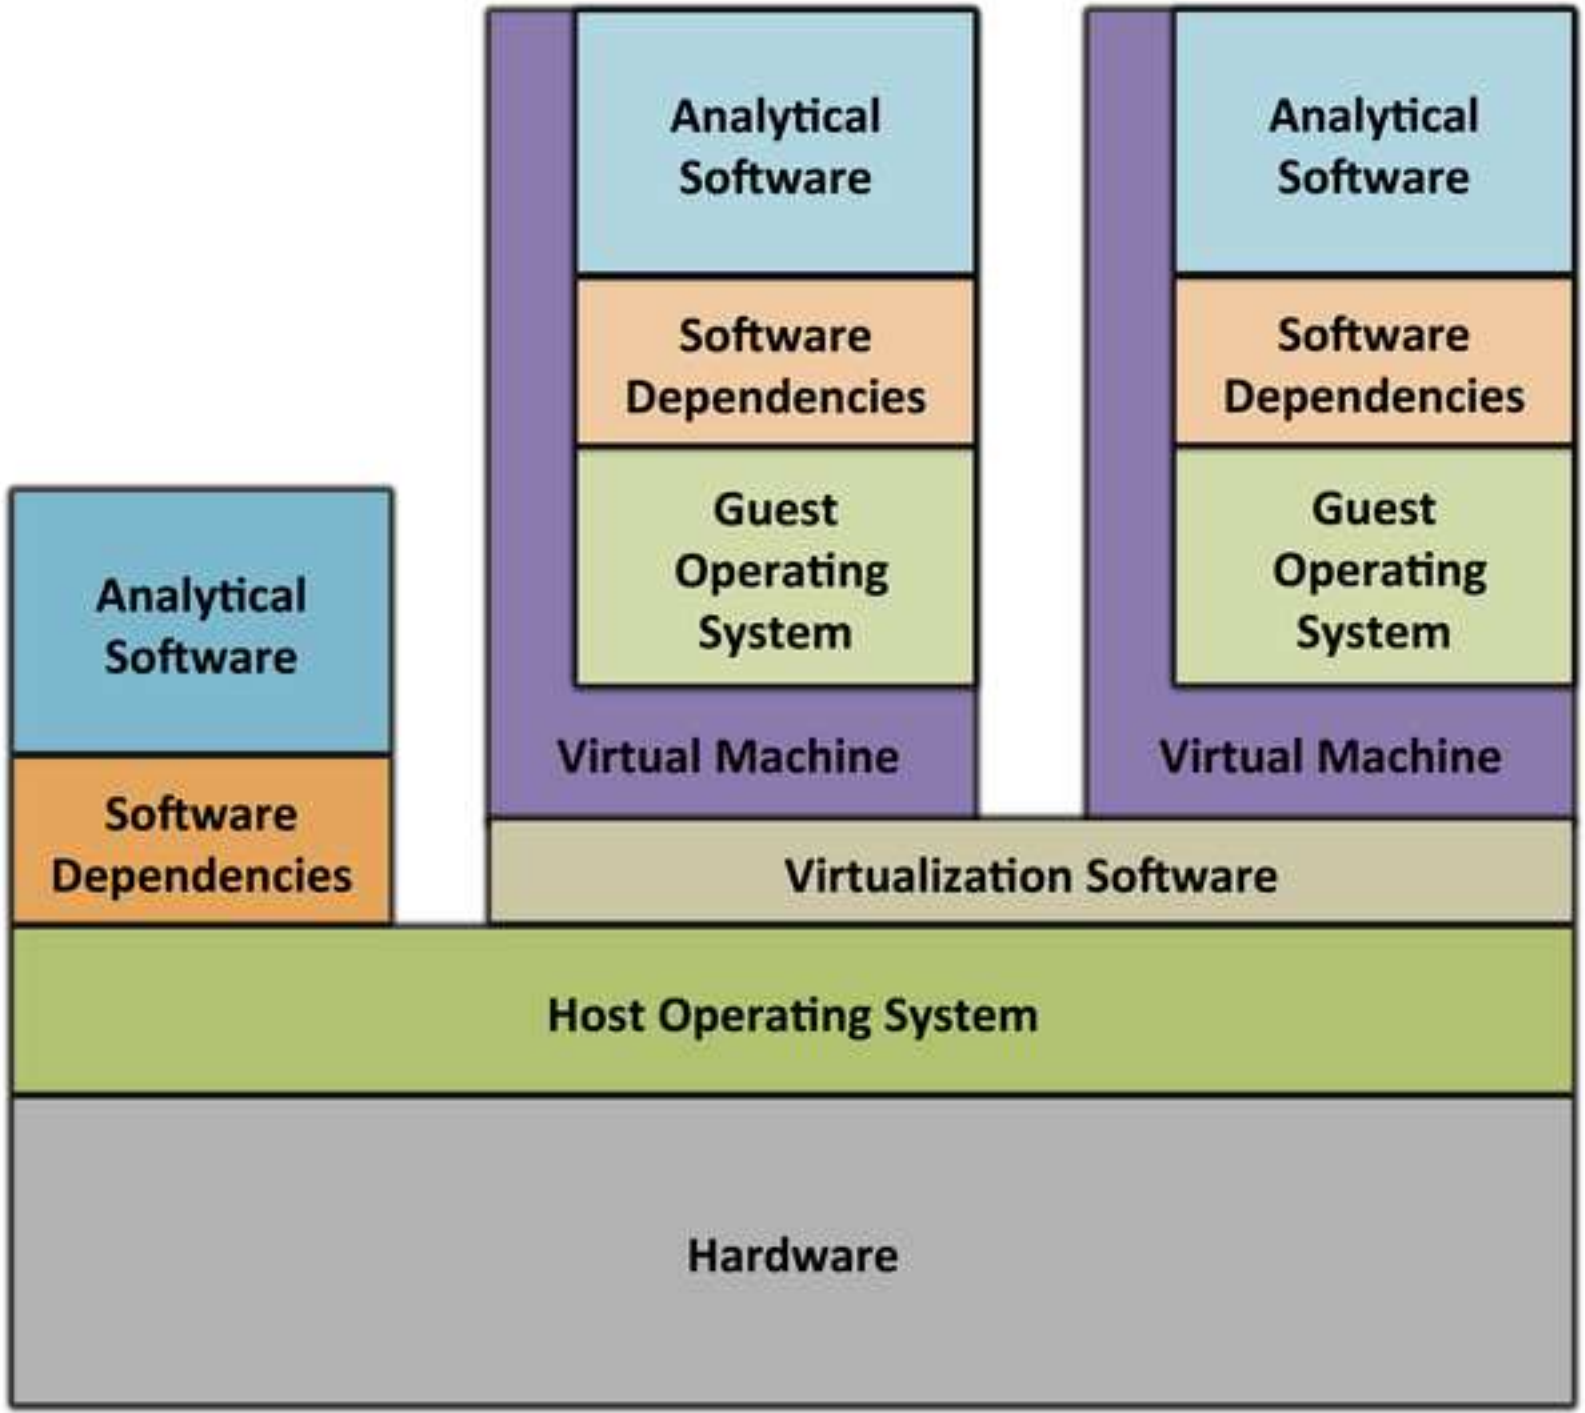 Analytical
Software
Software
Dependencies
Guest
Operating
System
Virtual Machine
Analytical
Software
Software
Dependencies
Guest
Operating
System
Virtual Machine
Analytical
Software
Software
Dependencies
Virtualization Software
Host Operating System
Hardware